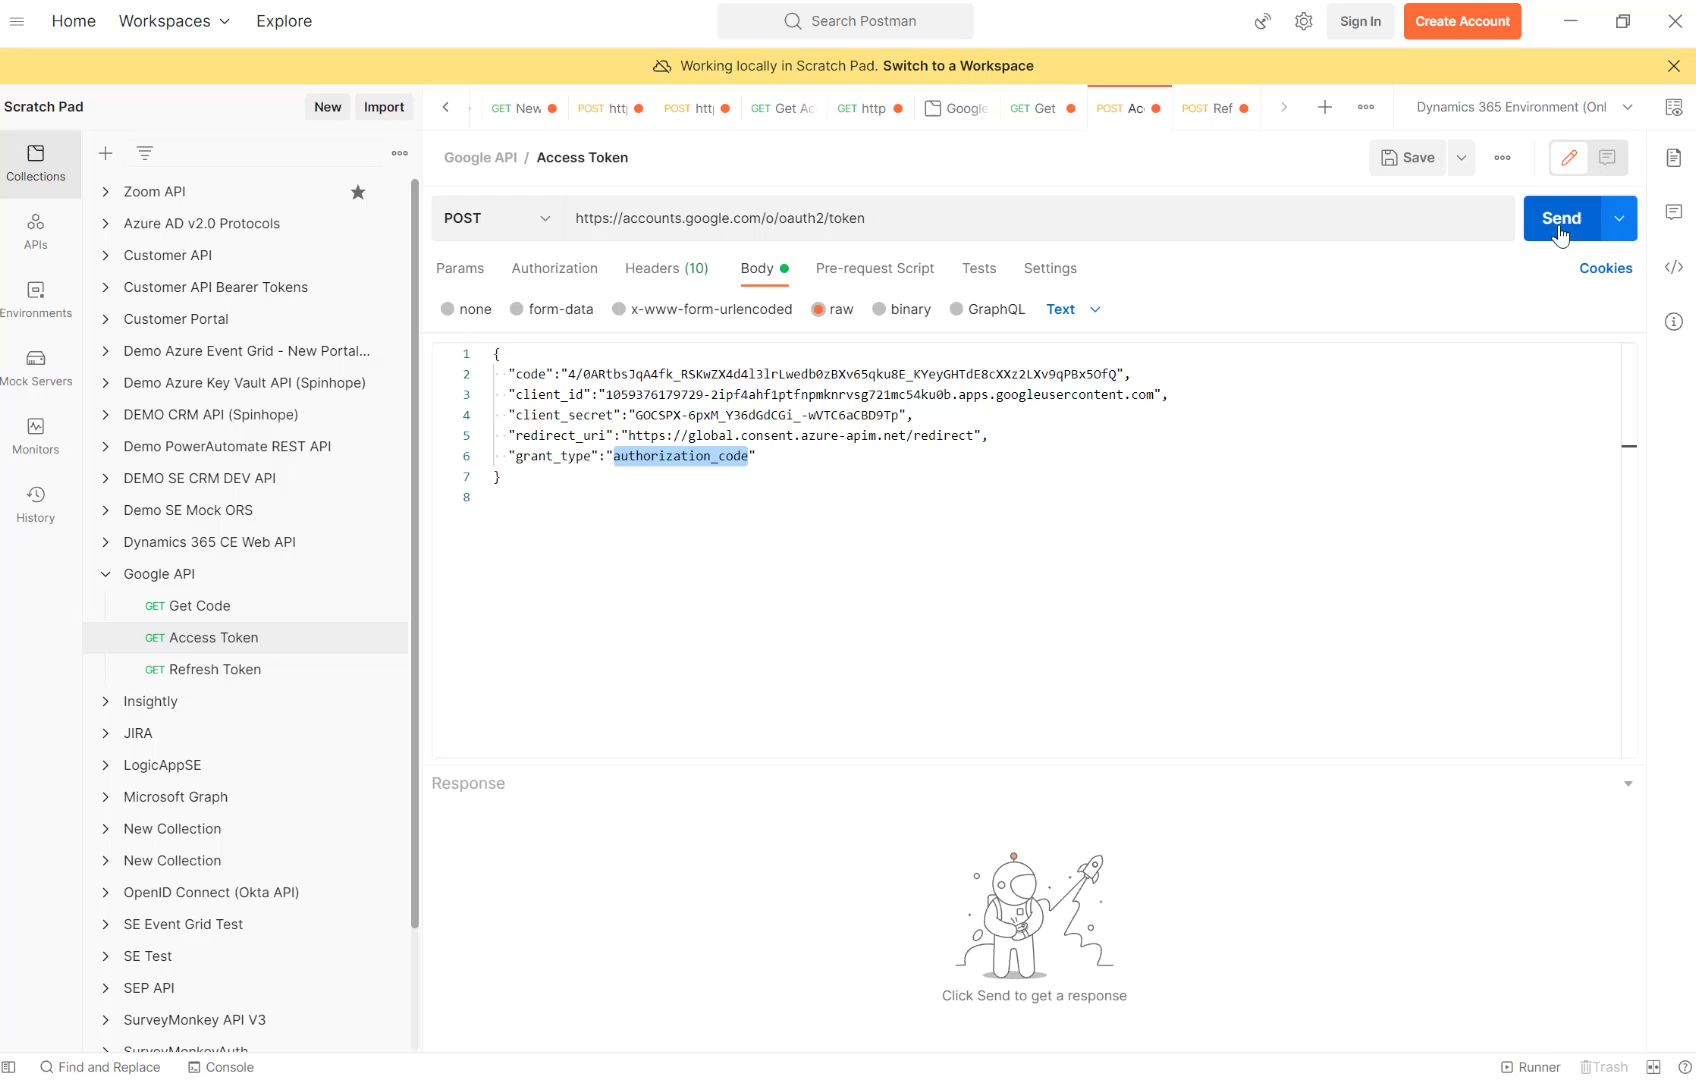 Home Workspaces Explore
Search Postman
Sign In
Create Account
Working locally in Scratch Pad. Switch to a Workspace
Scratch Pad
New Import
GET New
POST htt
POST htt
GET Get Ac
GET http
Google
GET Get
POST Ac
POST Ref
Dynamics 365 Environment (Onl
Collections
APIs
Environments
Mock Servers
Monitors
History
Zoom API
Azure AD v2.0 Protocols
Customer API
Customer API Bearer Tokens
Customer Portal
Demo Azure Event Grid - New Portal...
Demo Azure Key Vault API (Spinhope)
DEMO CRM API (Spinhope)
Demo PowerAutomate REST API
DEMO SE CRM DEV API
Demo SE Mock ORS
Dynamics 365 CE Web API
Google API
GET Get Code
GET Access Token
GET Refresh Token
Insightly
JIRA
LogicAppSE
Microsoft Graph
New Collection
New Collection
OpenID Connect (Okta API)
SE Event Grid Test
SE Test
SEP API
SurveyMonkey API V3
SurveyMonkeyAuth
Google API / Access Token
Save
POST
https://accounts.google.com/o/oauth2/token
Send
Params Authorization Headers (10) Body Pre-request Script Tests Settings
Cookies
none form-data x-www-form-urlencoded raw binary GraphQL Text
1 {
2 "code":"4/0ARtbsJqA4fk_RSKwZX4d4l3lrLwedb0zBXv65qku8E_KYeyGHTdE8cXXz2LXv9qPBx5OfQ",
3 "client_id":"1059376179729-2ipf4ahf1ptfnpmknrvsg721mc54ku0b.apps.googleusercontent.com",
4 "client_secret":"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",
5 "redirect_uri":"https://global.consent.azure-apim.net/redirect",
6 "grant_type":"authorization_code"
7 }
8
Response
Click Send to get a response
Find and Replace
Console
Runner
Trash